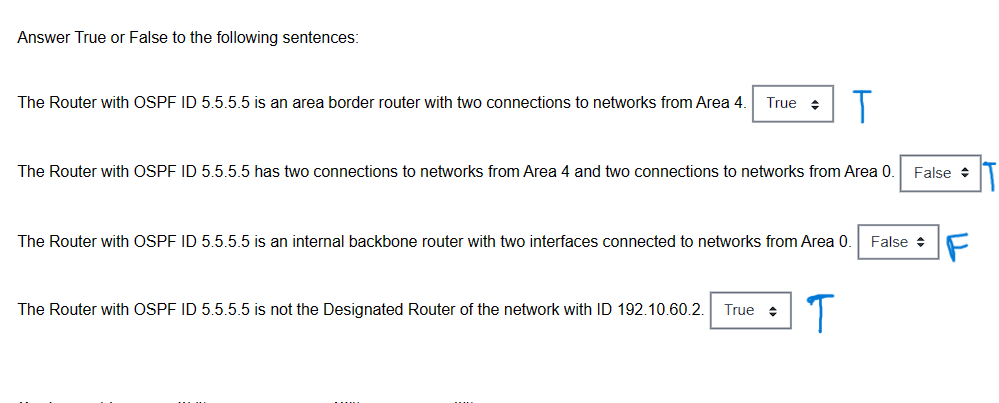 Answer True or False to the following sentences:
The Router with OSPF ID 5.5.5.5 is an area border router with two connections to networks from Area 4. True T
The Router with OSPF ID 5.5.5.5 has two connections to networks from Area 4 and two connections to networks from Area 0. False T
The Router with OSPF ID 5.5.5.5 is an internal backbone router with two interfaces connected to networks from Area 0. False F
The Router with OSPF ID 5.5.5.5 is not the Designated Router of the network with ID 192.10.60.2. True T